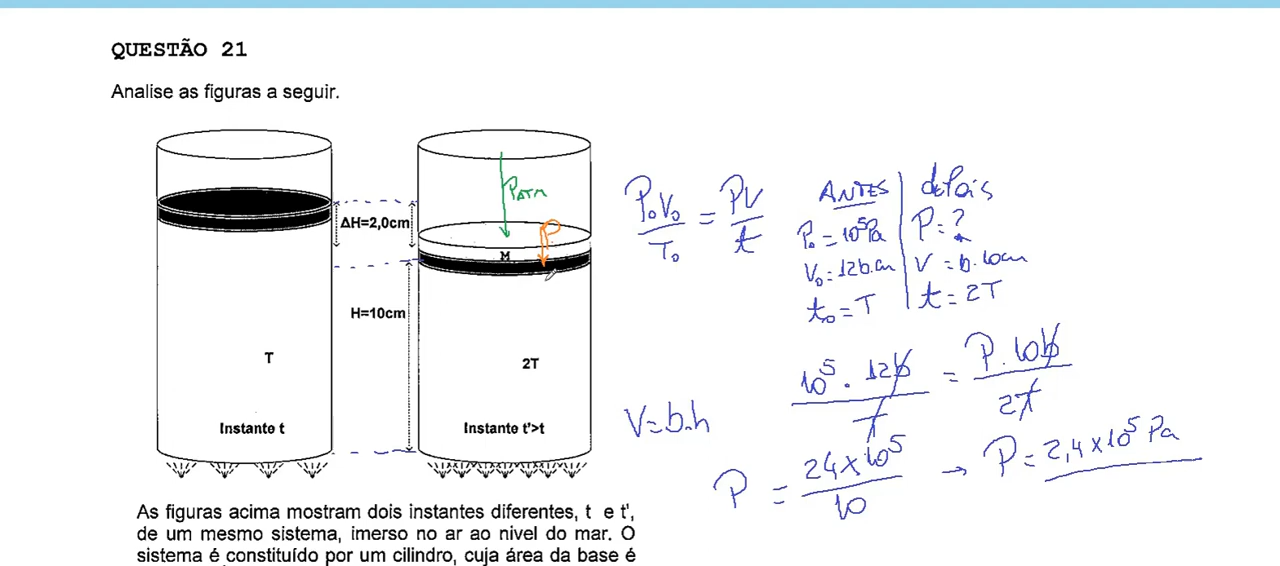 QUESTÃO 21
Analise as figuras a seguir.
PATM
P
ΔH=2,0cm
M
H=10cm
T
2T
Instante t
Instante t'>t
As figuras acima mostram dois instantes diferentes, t e t',
de um mesmo sistema, imerso no ar ao nível do mar. O
sistema é constituído por um cilindro, cuja área da base é
P₀V₀/T₀ = PV/t
ANTES | depois
P₀ = 10⁵Pa | P = ?
V₀ = 12b.cm | V = b.10cm
t₀ = T | t = 2T
10⁵ . 12b/T = P. 10b/2T
V = b.h
P = 24x10⁵/10 → P = 2,4x10⁵ Pa